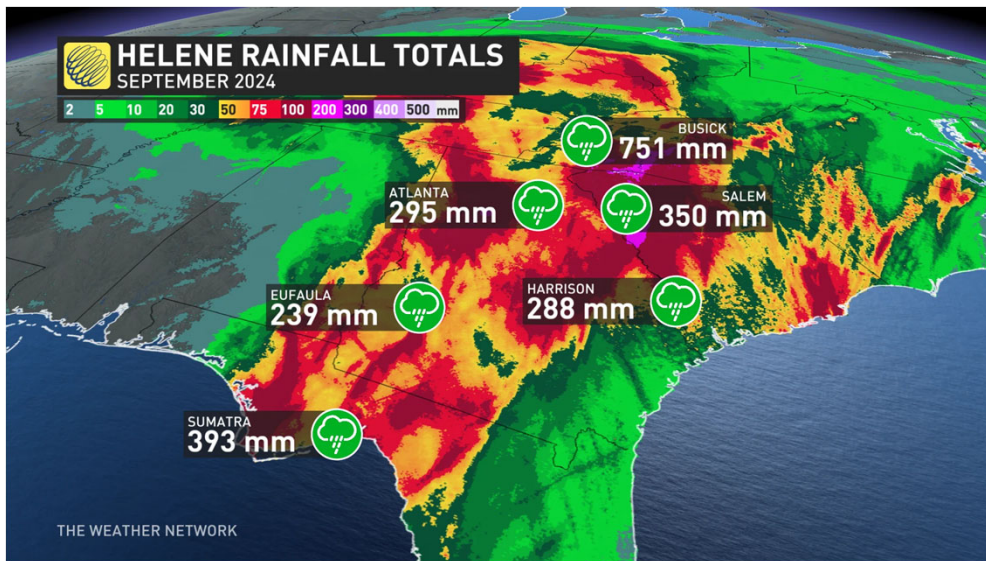 HELENE RAINFALL TOTALS
SEPTEMBER 2024
2 5 10 20 30 50 75 100 200 300 400 500 mm
BUSICK
751 mm
ATLANTA
295 mm
SALEM
350 mm
EUFAULA
239 mm
HARRISON
288 mm
SUMATRA
393 mm
THE WEATHER NETWORK